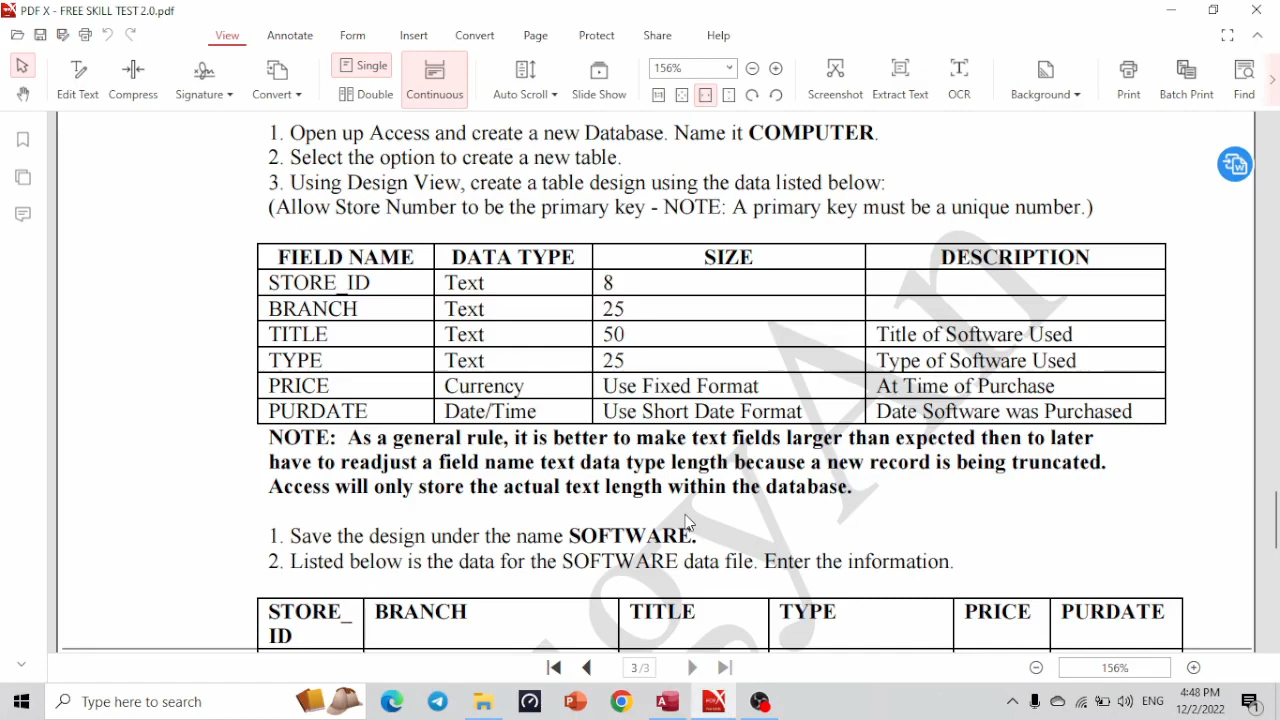 PDF X - FREE SKILL TEST 2.0.pdf
View Annotate Form Insert Convert Page Protect Share Help
Single 156%
Edit Text Compress Signature Convert Double Continuous Auto Scroll Slide Show Screenshot Extract Text OCR Background Print Batch Print Find
1. Open up Access and create a new Database. Name it COMPUTER.
2. Select the option to create a new table.
3. Using Design View, create a table design using the data listed below:
(Allow Store Number to be the primary key - NOTE: A primary key must be a unique number.)
FIELD NAME DATA TYPE SIZE DESCRIPTION
STORE_ID Text 8
BRANCH Text 25
TITLE Text 50 Title of Software Used
TYPE Text 25 Type of Software Used
PRICE Currency Use Fixed Format At Time of Purchase
PURDATE Date/Time Use Short Date Format Date Software was Purchased
NOTE: As a general rule, it is better to make text fields larger than expected then to later
have to readjust a field name text data type length because a new record is being truncated.
Access will only store the actual text length within the database.
1. Save the design under the name SOFTWARE.
2. Listed below is the data for the SOFTWARE data file. Enter the information.
STORE_ BRANCH TITLE TYPE PRICE PURDATE
ID
3/3 156%
Type here to search
ENG
4:48 PM
12/2/2022